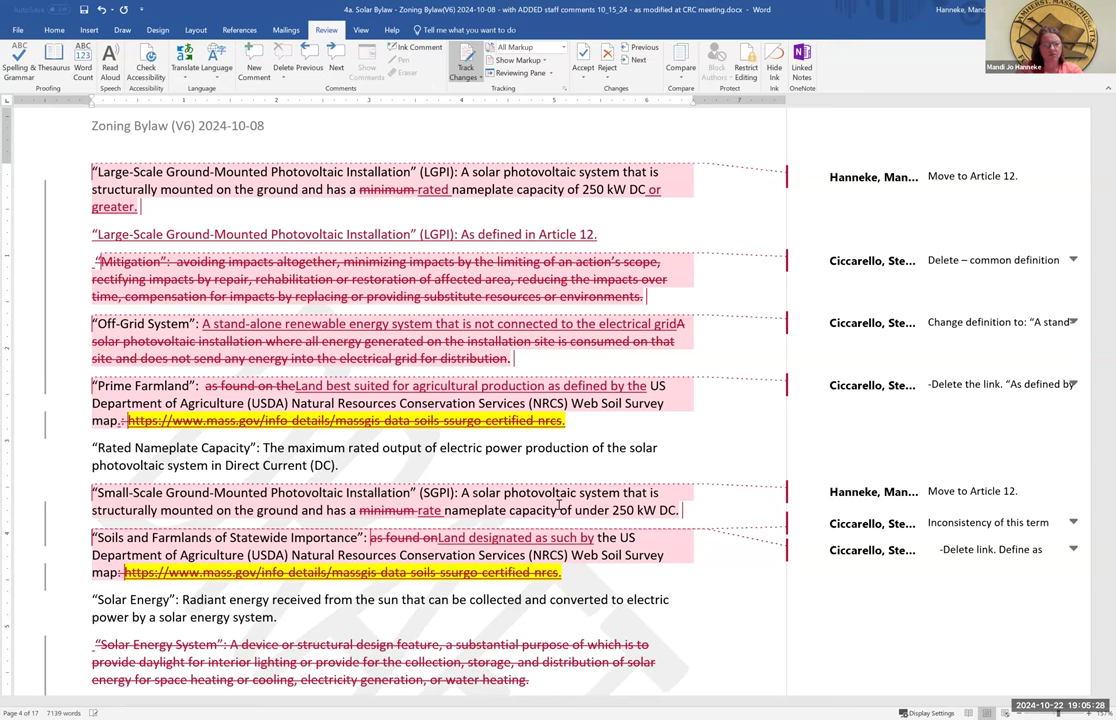 AutoSave
4a. Solar Bylaw - Zoning Bylaw(V6) 2024-10-08 - with ADDED staff comments 10_15_24 - as modified at CRC meeting.docx - Word
Hanneke, Mand
File Home Insert Draw Design Layout References Mailings Review View Help Tell me what you want to do
Spelling & Grammar
Thesaurus
Word Count
Read Aloud
Check Accessibility
Translate
Language
New Comment
Delete
Previous
Next
Show Comments
Ink Comment
Pen
Eraser
Track Changes
All Markup
Show Markup
Reviewing Pane
Accept
Reject
Previous
Next
Compare
Block Authors
Restrict Editing
Hide Ink
Linked Notes
Proofing Speech Accessibility Language Comments Tracking Changes Compare Protect Ink OneNote
AMHERST, MASSACHUSETTS
Mandi Jo Hanneke
1 2 3 4 5 6 7
Zoning Bylaw (V6) 2024-10-08
“Large-Scale Ground-Mounted Photovoltaic Installation” (LGPI): A solar photovoltaic system that is
structurally mounted on the ground and has a minimum rated nameplate capacity of 250 kW DC or
greater.
“Large-Scale Ground-Mounted Photovoltaic Installation” (LGPI): As defined in Article 12.
“Mitigation”: avoiding impacts altogether, minimizing impacts by the limiting of an action’s scope,
rectifying impacts by repair, rehabilitation or restoration of affected area, reducing the impacts over
time, compensation for impacts by replacing or providing substitute resources or environments.
“Off-Grid System”: A stand-alone renewable energy system that is not connected to the electrical gridA
solar photovoltaic installation where all energy generated on the installation site is consumed on that
site and does not send any energy into the electrical grid for distribution.
“Prime Farmland”: as found on theLand best suited for agricultural production as defined by the US
Department of Agriculture (USDA) Natural Resources Conservation Services (NRCS) Web Soil Survey
map.: https://www.mass.gov/info-details/massgis-data-soils-ssurgo-certified-nrcs.
“Rated Nameplate Capacity”: The maximum rated output of electric power production of the solar
photovoltaic system in Direct Current (DC).
“Small-Scale Ground-Mounted Photovoltaic Installation” (SGPI): A solar photovoltaic system that is
structurally mounted on the ground and has a minimum rate nameplate capacity of under 250 kW DC.
“Soils and Farmlands of Statewide Importance”: as found onLand designated as such by the US
Department of Agriculture (USDA) Natural Resources Conservation Services (NRCS) Web Soil Survey
map: https://www.mass.gov/info-details/massgis-data-soils-ssurgo-certified-nrcs.
“Solar Energy”: Radiant energy received from the sun that can be collected and converted to electric
power by a solar energy system.
“Solar Energy System”: A device or structural design feature, a substantial purpose of which is to
provide daylight for interior lighting or provide for the collection, storage, and distribution of solar
energy for space heating or cooling, electricity generation, or water heating.
Hanneke, Man... Move to Article 12.
Ciccarello, Ste... Delete – common definition
Ciccarello, Ste... Change definition to: “A stand
Ciccarello, Ste... -Delete the link. “As defined by
Hanneke, Man... Move to Article 12.
Ciccarello, Ste... Inconsistency of this term
Ciccarello, Ste... -Delete link. Define as
Page 4 of 17 7139 words
Display Settings
2024-10-22 19:05:28